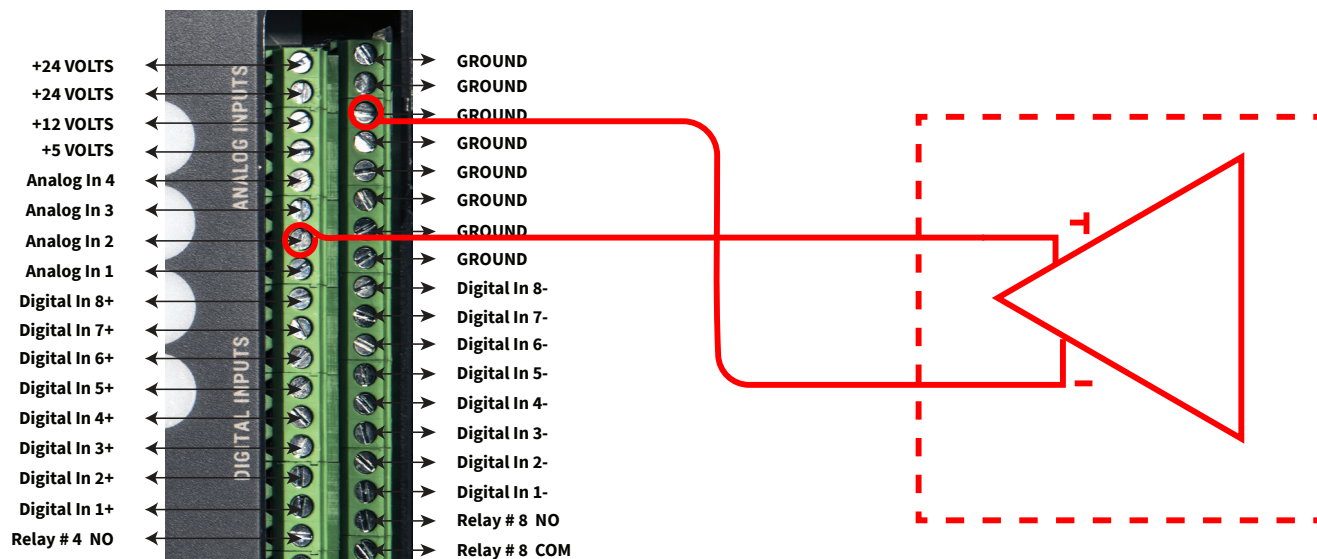 +24 VOLTS
+24 VOLTS
+12 VOLTS
+5 VOLTS
Analog In 4
Analog In 3
Analog In 2
Analog In 1
Digital In 8+
Digital In 7+
Digital In 6+
Digital In 5+
Digital In 4+
Digital In 3+
Digital In 2+
Digital In 1+
Relay # 4 NO
ANALOG INPUTS
DIGITAL INPUTS
GROUND
GROUND
GROUND
GROUND
GROUND
GROUND
GROUND
GROUND
Digital In 8-
Digital In 7-
Digital In 6-
Digital In 5-
Digital In 4-
Digital In 3-
Digital In 2-
Digital In 1-
Relay # 8 NO
Relay # 8 COM